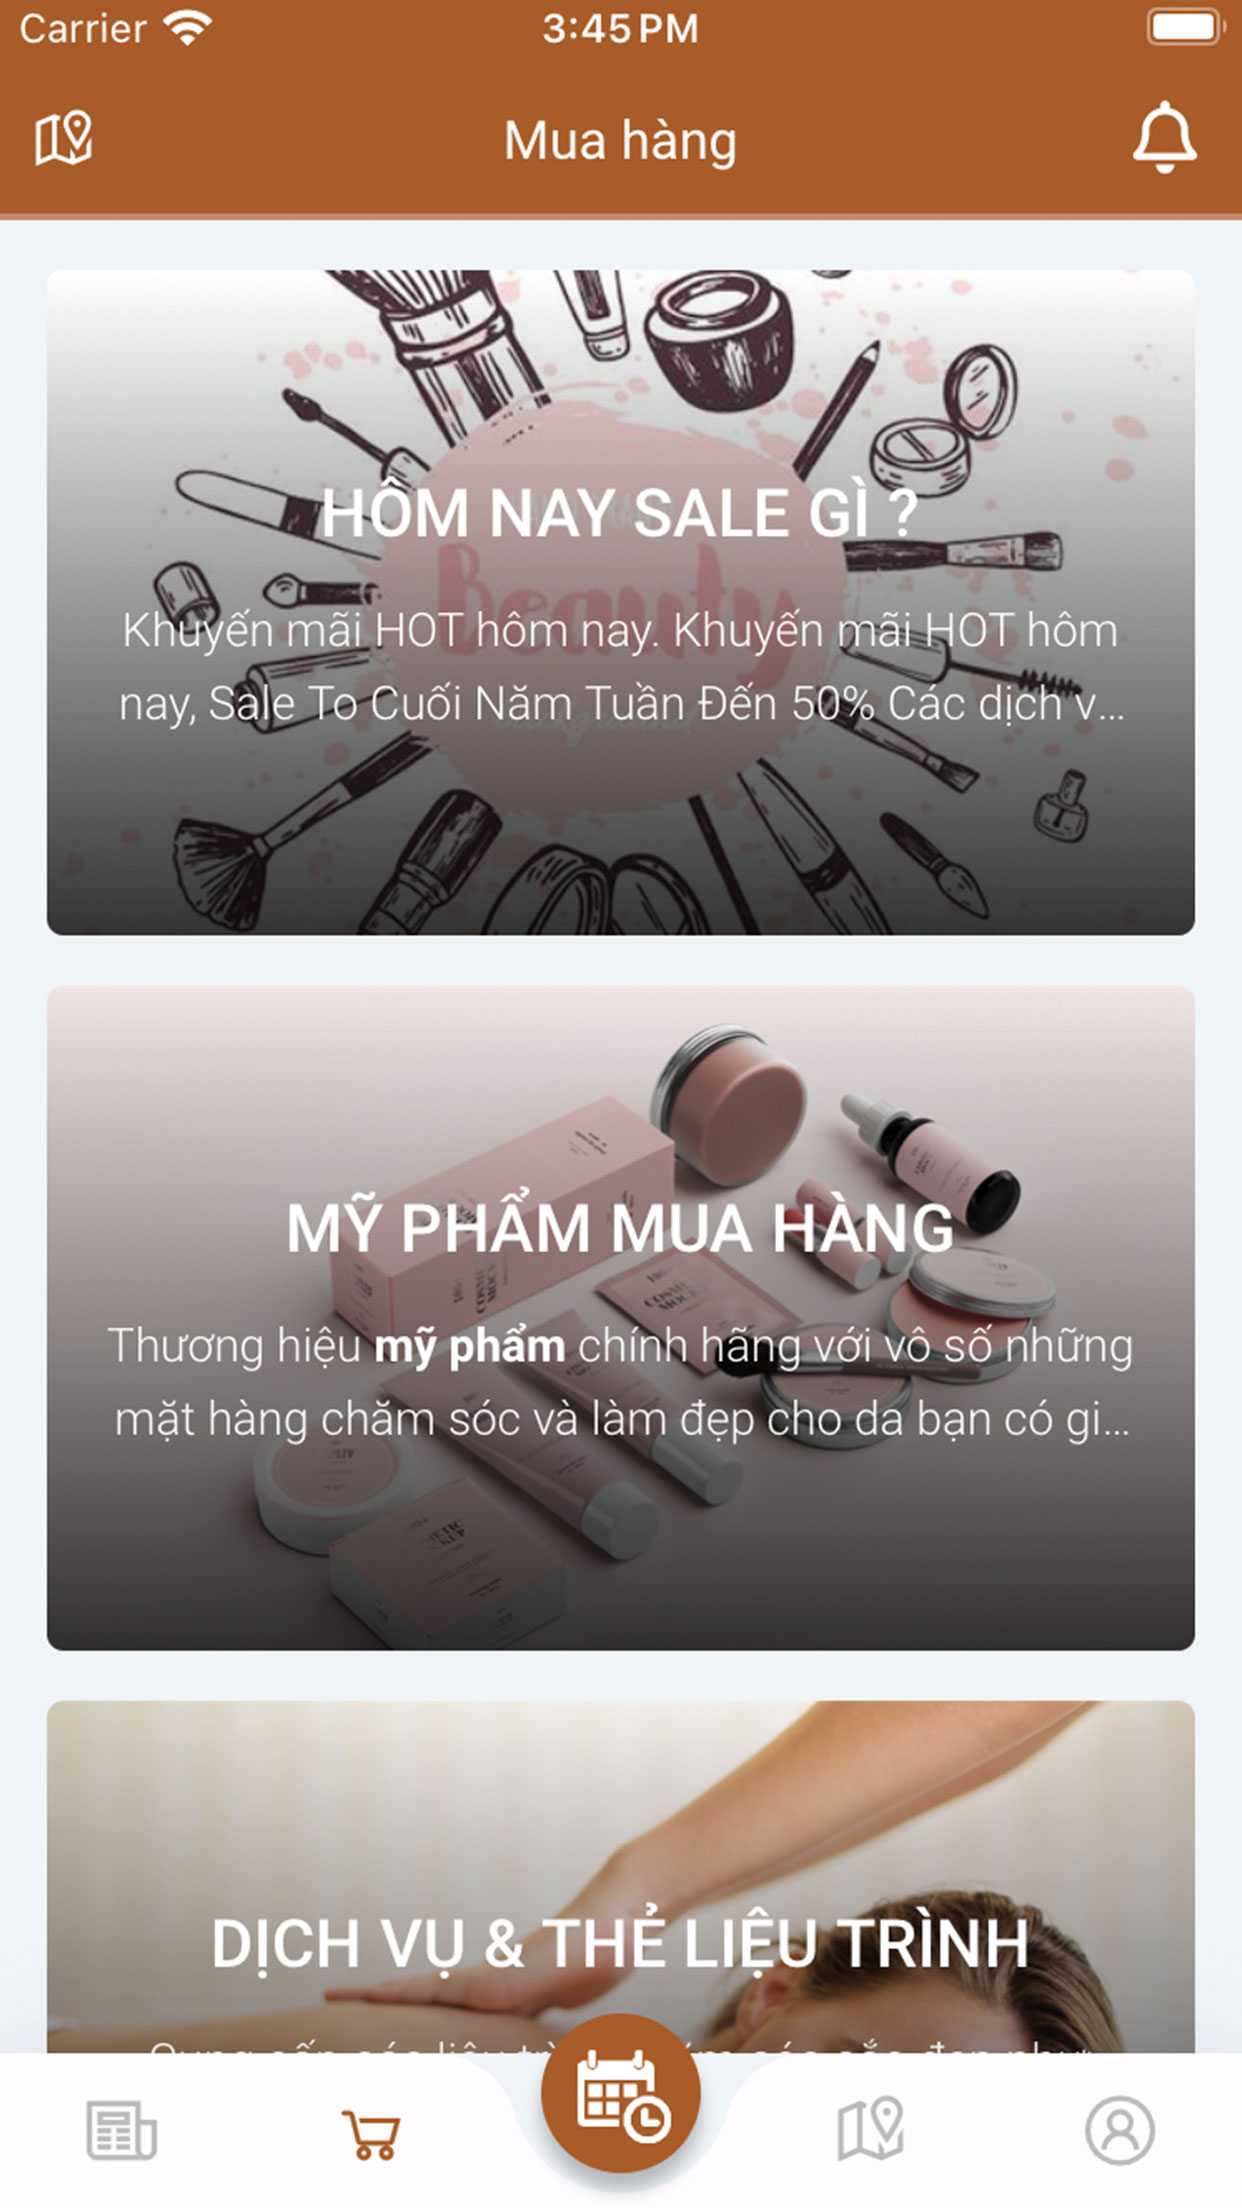 Carrier
3:45 PM
Mua hàng
Beauty
HÔM NAY SALE GÌ ?
Khuyến mãi HOT hôm nay. Khuyến mãi HOT hôm
nay, Sale To Cuối Năm Tuần Đến 50% Các dịch v...
MỸ PHẨM MUA HÀNG
Thương hiệu mỹ phẩm chính hãng với vô số những
mặt hàng chăm sóc và làm đẹp cho da bạn có gi...
DỊCH VỤ & THẺ LIỆU TRÌNH